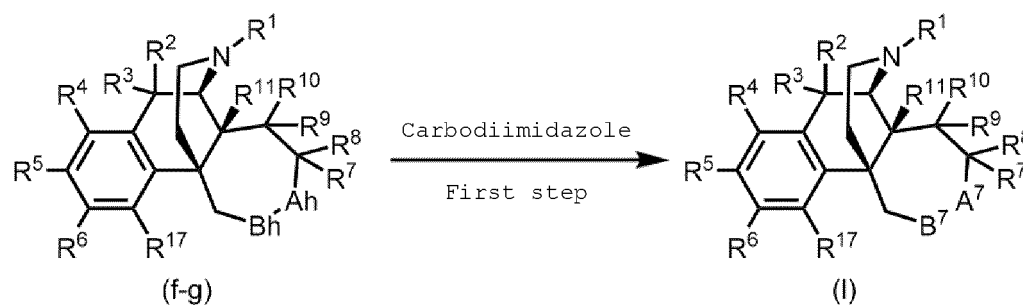 R¹
R² N
R³ R¹¹ R¹⁰
R⁴ R⁹
R⁸
R⁵ R⁷
Ah
Bh
R⁶ R¹⁷
(f-g)
Carbodiimidazole
First step
R¹
R² N
R³ R¹¹ R¹⁰
R⁴ R⁹
R⁸
R⁵ R⁷
A⁷
B⁷
R⁶ R¹⁷
(I)